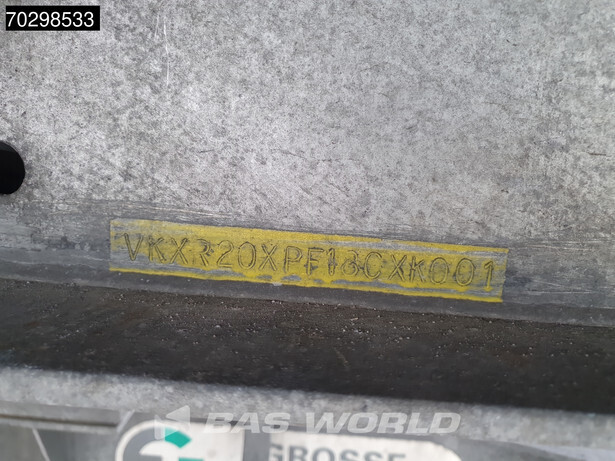 70298533
VKXR20XPF13CXK001
BAS WORLD
GROSSE